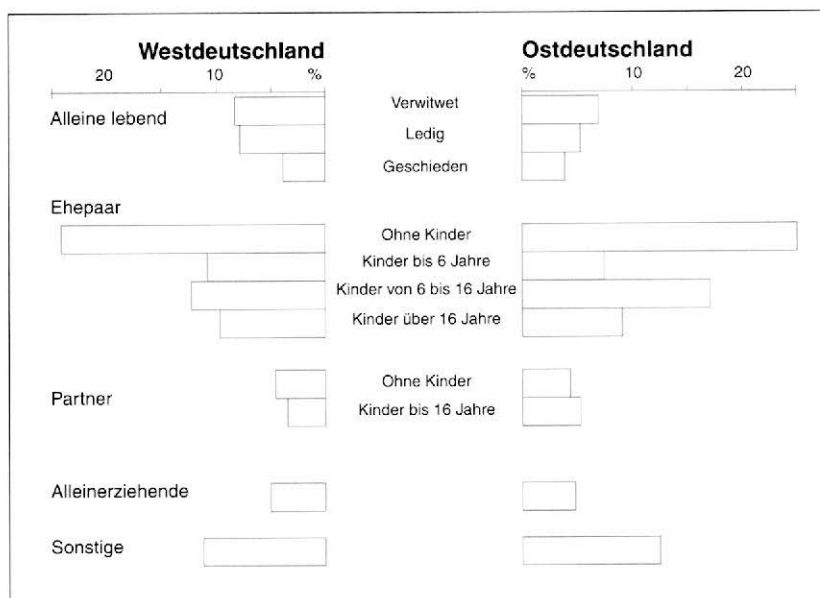 Westdeutschland Ostdeutschland
20 10 % % 10 20
Alleine lebend
Verwitwet
Ledig
Geschieden
Ehepaar
Ohne Kinder
Kinder bis 6 Jahre
Kinder von 6 bis 16 Jahre
Kinder über 16 Jahre
Partner
Ohne Kinder
Kinder bis 16 Jahre
Alleinerziehende
Sonstige